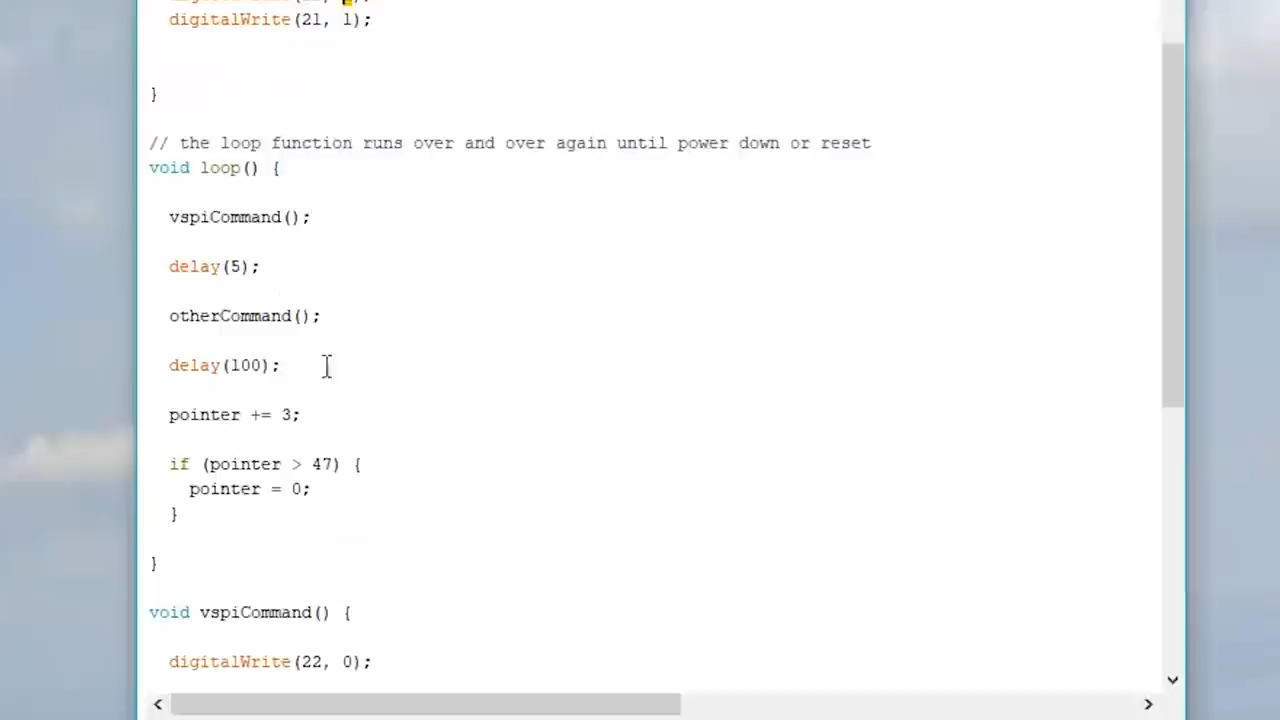 digitalWrite(21, 1);
}
// the loop function runs over and over again until power down or reset
void loop() {
vspiCommand();
delay(5);
otherCommand();
delay(100);
pointer += 3;
if (pointer > 47) {
pointer = 0;
}
}
void vspiCommand() {
digitalWrite(22, 0);